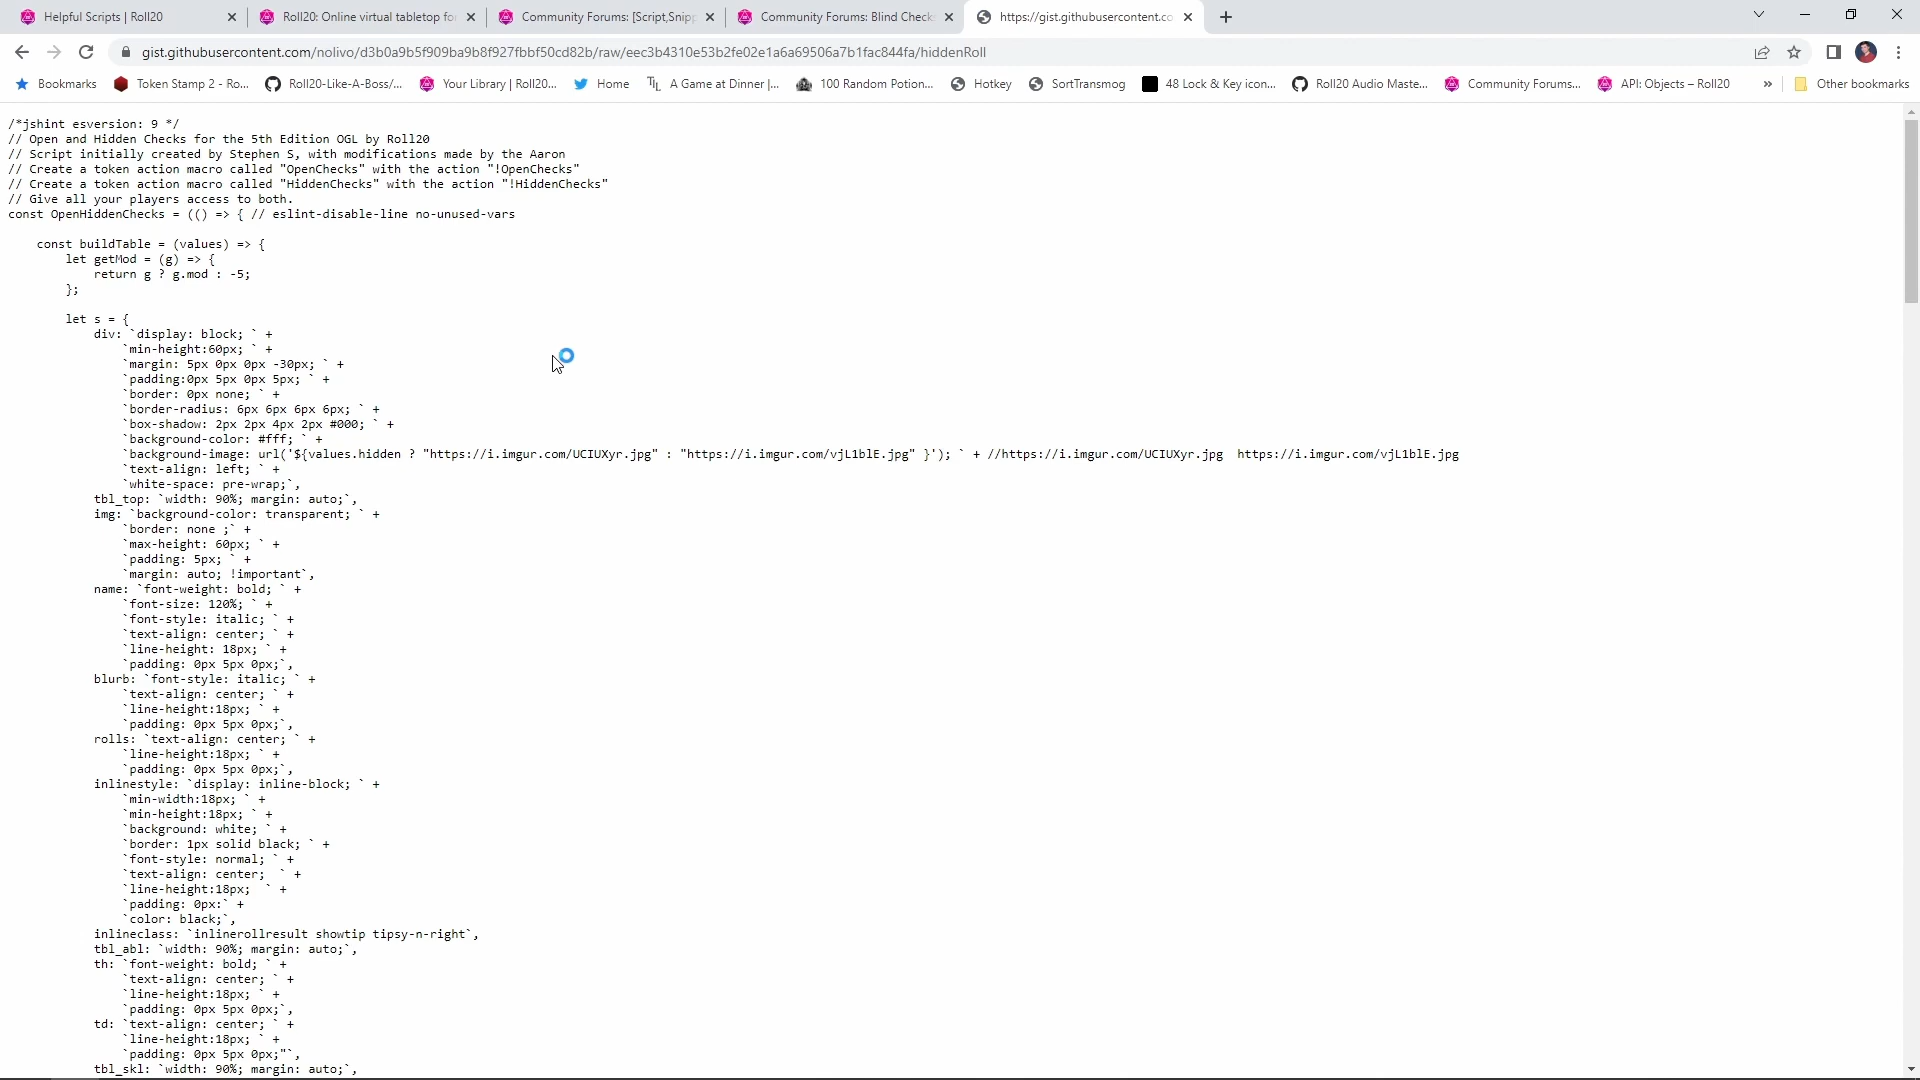 Helpful Scripts | Roll20
Roll20: Online virtual tabletop fo
Community Forums: [Script,Snipp
Community Forums: Blind Check
https://gist.githubusercontent.co
gist.githubusercontent.com/nolivo/d3b0a9b5f909ba9b8f927fbbf50cd82b/raw/eec3b4310e53b2fe02e1a6a69506a7b1fac844fa/hiddenRoll
Bookmarks
Token Stamp 2 - Ro...
Roll20-Like-A-Boss/...
Your Library | Roll20...
Home
A Game at Dinner |...
100 Random Potion...
Hotkey
SortTransmog
48 Lock & Key icon...
Roll20 Audio Maste...
Community Forums...
API: Objects – Roll20
»
Other bookmarks
/*jshint esversion: 9 */
// Open and Hidden Checks for the 5th Edition OGL by Roll20
// Script initially created by Stephen S, with modifications made by the Aaron
// Create a token action macro called "OpenChecks" with the action "!OpenChecks"
// Create a token action macro called "HiddenChecks" with the action "!HiddenChecks"
// Give all your players access to both.
const OpenHiddenChecks = (() => { // eslint-disable-line no-unused-vars
const buildTable = (values) => {
let getMod = (g) => {
return g ? g.mod : -5;
};
let s = {
div: `display: block; ` +
`min-height:60px; ` +
`margin: 5px 0px 0px -30px; ` +
`padding:0px 5px 0px 5px; ` +
`border: 0px none; ` +
`border-radius: 6px 6px 6px 6px; ` +
`box-shadow: 2px 2px 4px 2px #000; ` +
`background-color: #fff; ` +
`background-image: url('${values.hidden ? "https://i.imgur.com/UCIUXyr.jpg" : "https://i.imgur.com/vjL1blE.jpg" }'); ` + //https://i.imgur.com/UCIUXyr.jpg  https://i.imgur.com/vjL1blE.jpg
`text-align: left; ` +
`white-space: pre-wrap;`,
tbl_top: `width: 90%; margin: auto;`,
img: `background-color: transparent; ` +
`border: none ;` +
`max-height: 60px; ` +
`padding: 5px; ` +
`margin: auto; !important`,
name: `font-weight: bold; ` +
`font-size: 120%; ` +
`font-style: italic; ` +
`text-align: center; ` +
`line-height: 18px; ` +
`padding: 0px 5px 0px;`,
blurb: `font-style: italic; ` +
`text-align: center; ` +
`line-height:18px; ` +
`padding: 0px 5px 0px;`,
rolls: `text-align: center; ` +
`line-height:18px; ` +
`padding: 0px 5px 0px;`,
inlinestyle: `display: inline-block; ` +
`min-width:18px; ` +
`min-height:18px; ` +
`background: white; ` +
`border: 1px solid black; ` +
`font-style: normal; ` +
`text-align: center;  ` +
`line-height:18px;  ` +
`padding: 0px:` +
`color: black;`,
inlineclass: `inlinerollresult showtip tipsy-n-right`,
tbl_abl: `width: 90%; margin: auto;`,
th: `font-weight: bold; ` +
`text-align: center; ` +
`line-height:18px; ` +
`padding: 0px 5px 0px;`,
td: `text-align: center; ` +
`line-height:18px; ` +
`padding: 0px 5px 0px;"`,
tbl_skl: `width: 90%; margin: auto;`,